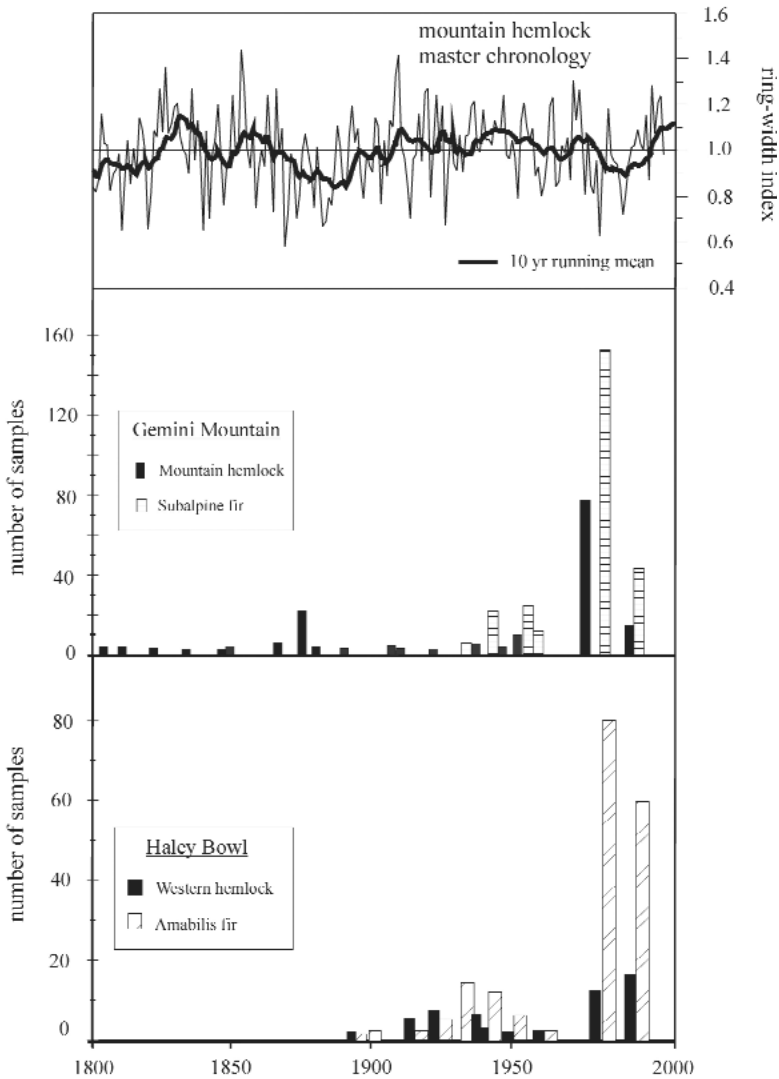 mountain hemlock
master chronology
1.6
1.4
1.2
1.0
0.8
0.6
0.4
ring-width index
10 yr running mean
160
120
80
40
0
number of samples
Gemini Mountain
Mountain hemlock
Subalpine fir
80
60
40
20
0
number of samples
Haley Bowl
Western hemlock
Amabilis fir
1800
1850
1900
1950
2000